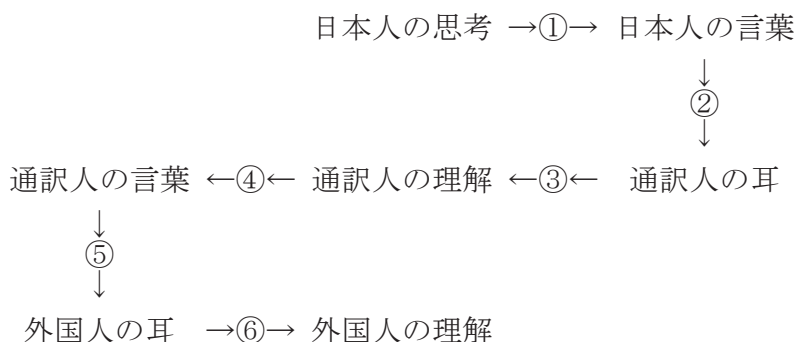 日本人の思考 →①→ 日本人の言葉
↓
②
↓
通訳人の言葉 ←④← 通訳人の理解 ←③← 通訳人の耳
↓
⑤
↓
外国人の耳 →⑥→ 外国人の理解